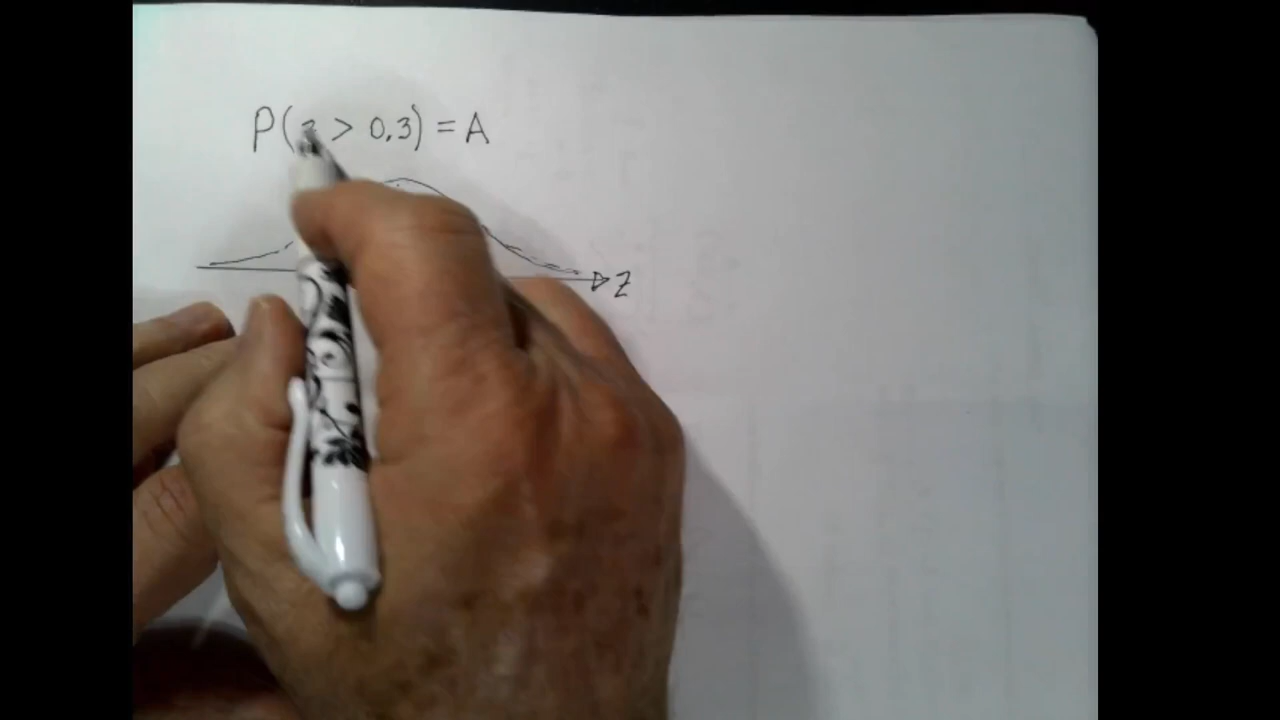 P(z > 0,3) = A
z